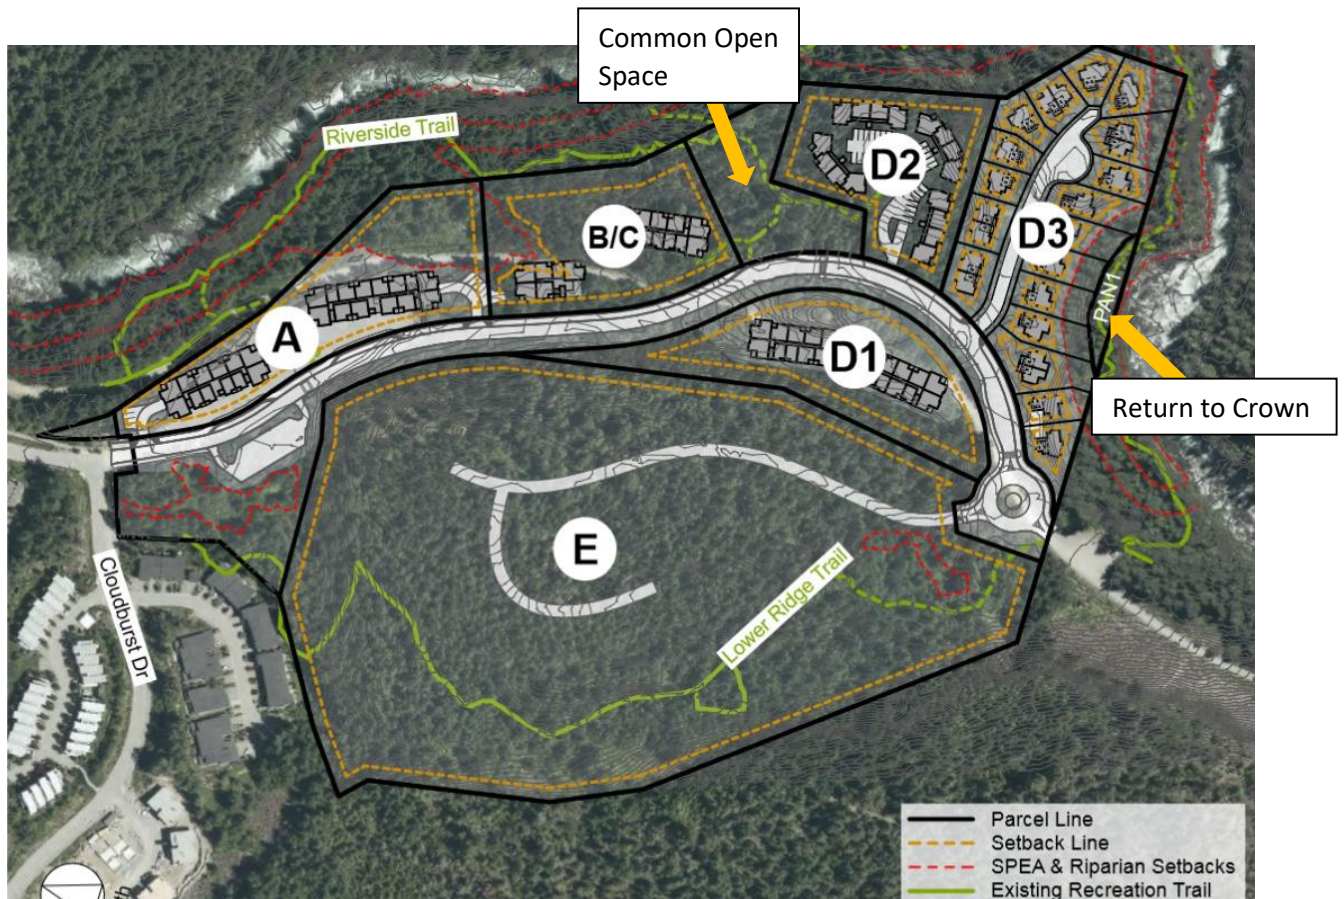 Common Open
Space
Riverside Trail
D2
B/C
D3
A
D1
PAN1
Return to Crown
E
Lower Ridge Trail
Cloudburst Dr
Parcel Line
Setback Line
SPEA & Riparian Setbacks
Existing Recreation Trail